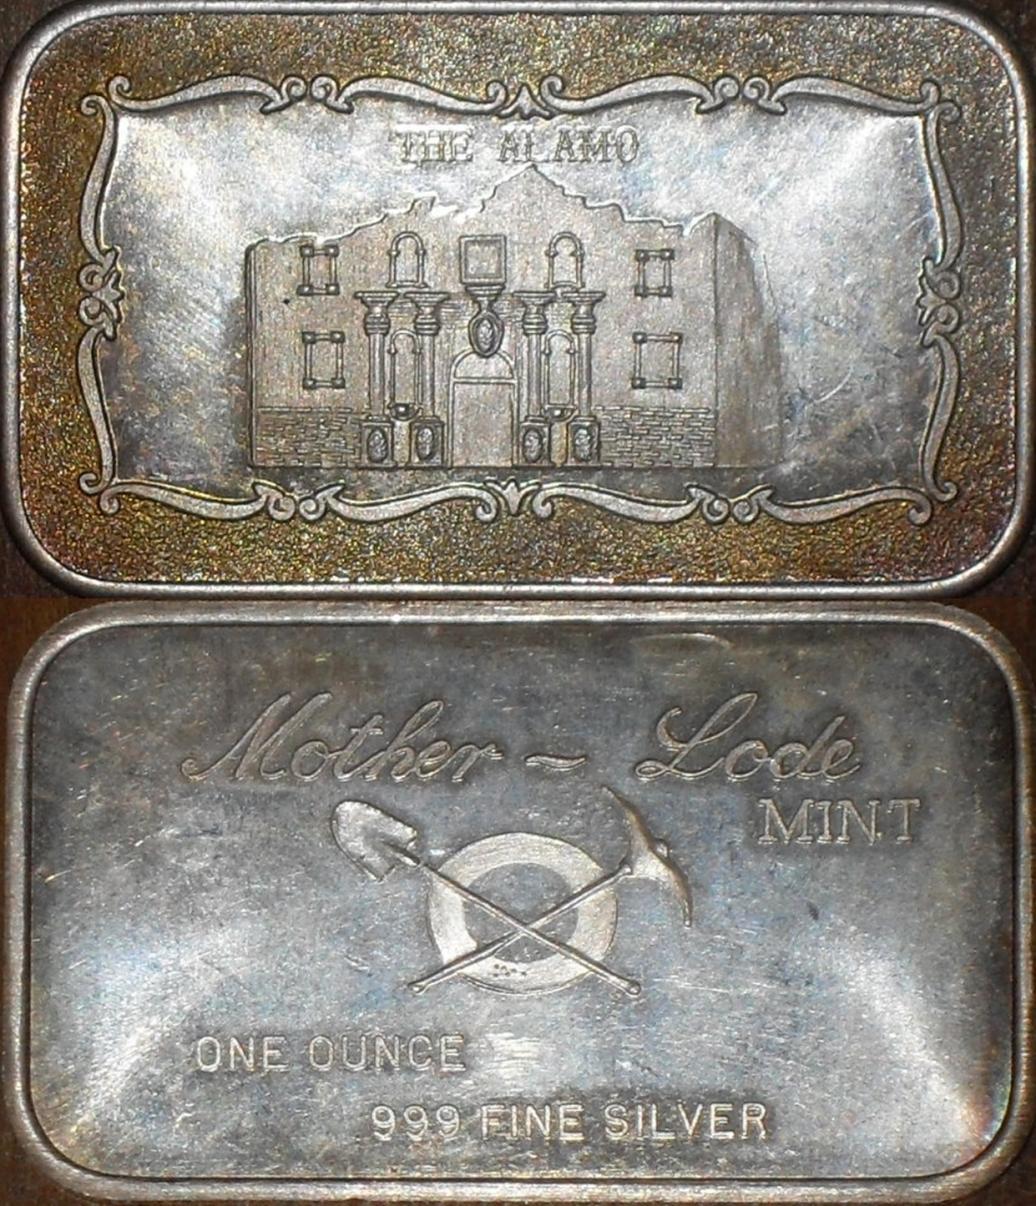 THE ALAMO
Mother ~ Lode
MINT
ONE OUNCE
999 FINE SILVER